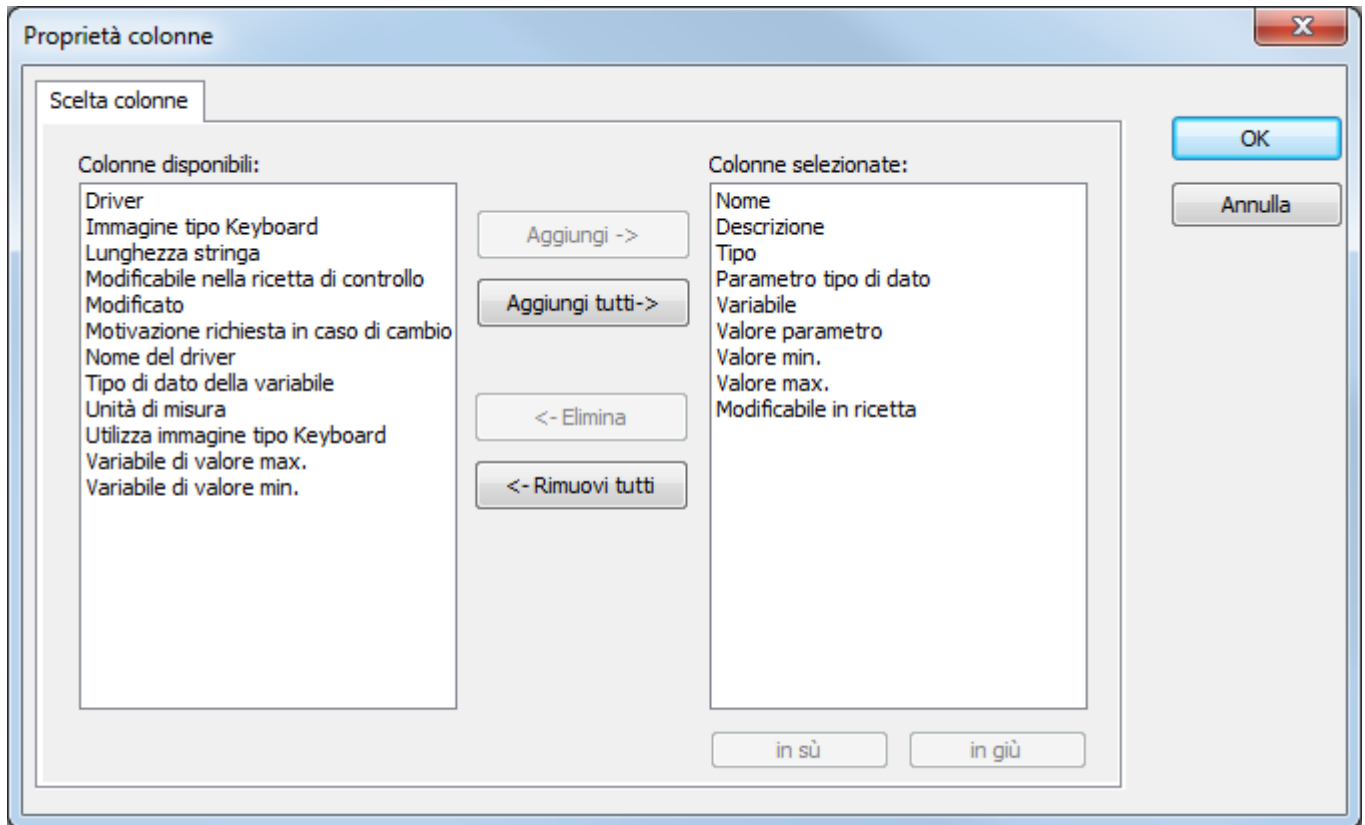 Proprietà colonne
Scelta colonne
Colonne disponibili:
Driver
Immagine tipo Keyboard
Lunghezza stringa
Modificabile nella ricetta di controllo
Modificato
Motivazione richiesta in caso di cambio
Nome del driver
Tipo di dato della variabile
Unità di misura
Utilizza immagine tipo Keyboard
Variabile di valore max.
Variabile di valore min.
Aggiungi ->
Aggiungi tutti->
<- Elimina
<- Rimuovi tutti
Colonne selezionate:
Nome
Descrizione
Tipo
Parametro tipo di dato
Variabile
Valore parametro
Valore min.
Valore max.
Modificabile in ricetta
in sù
in giù
OK
Annulla